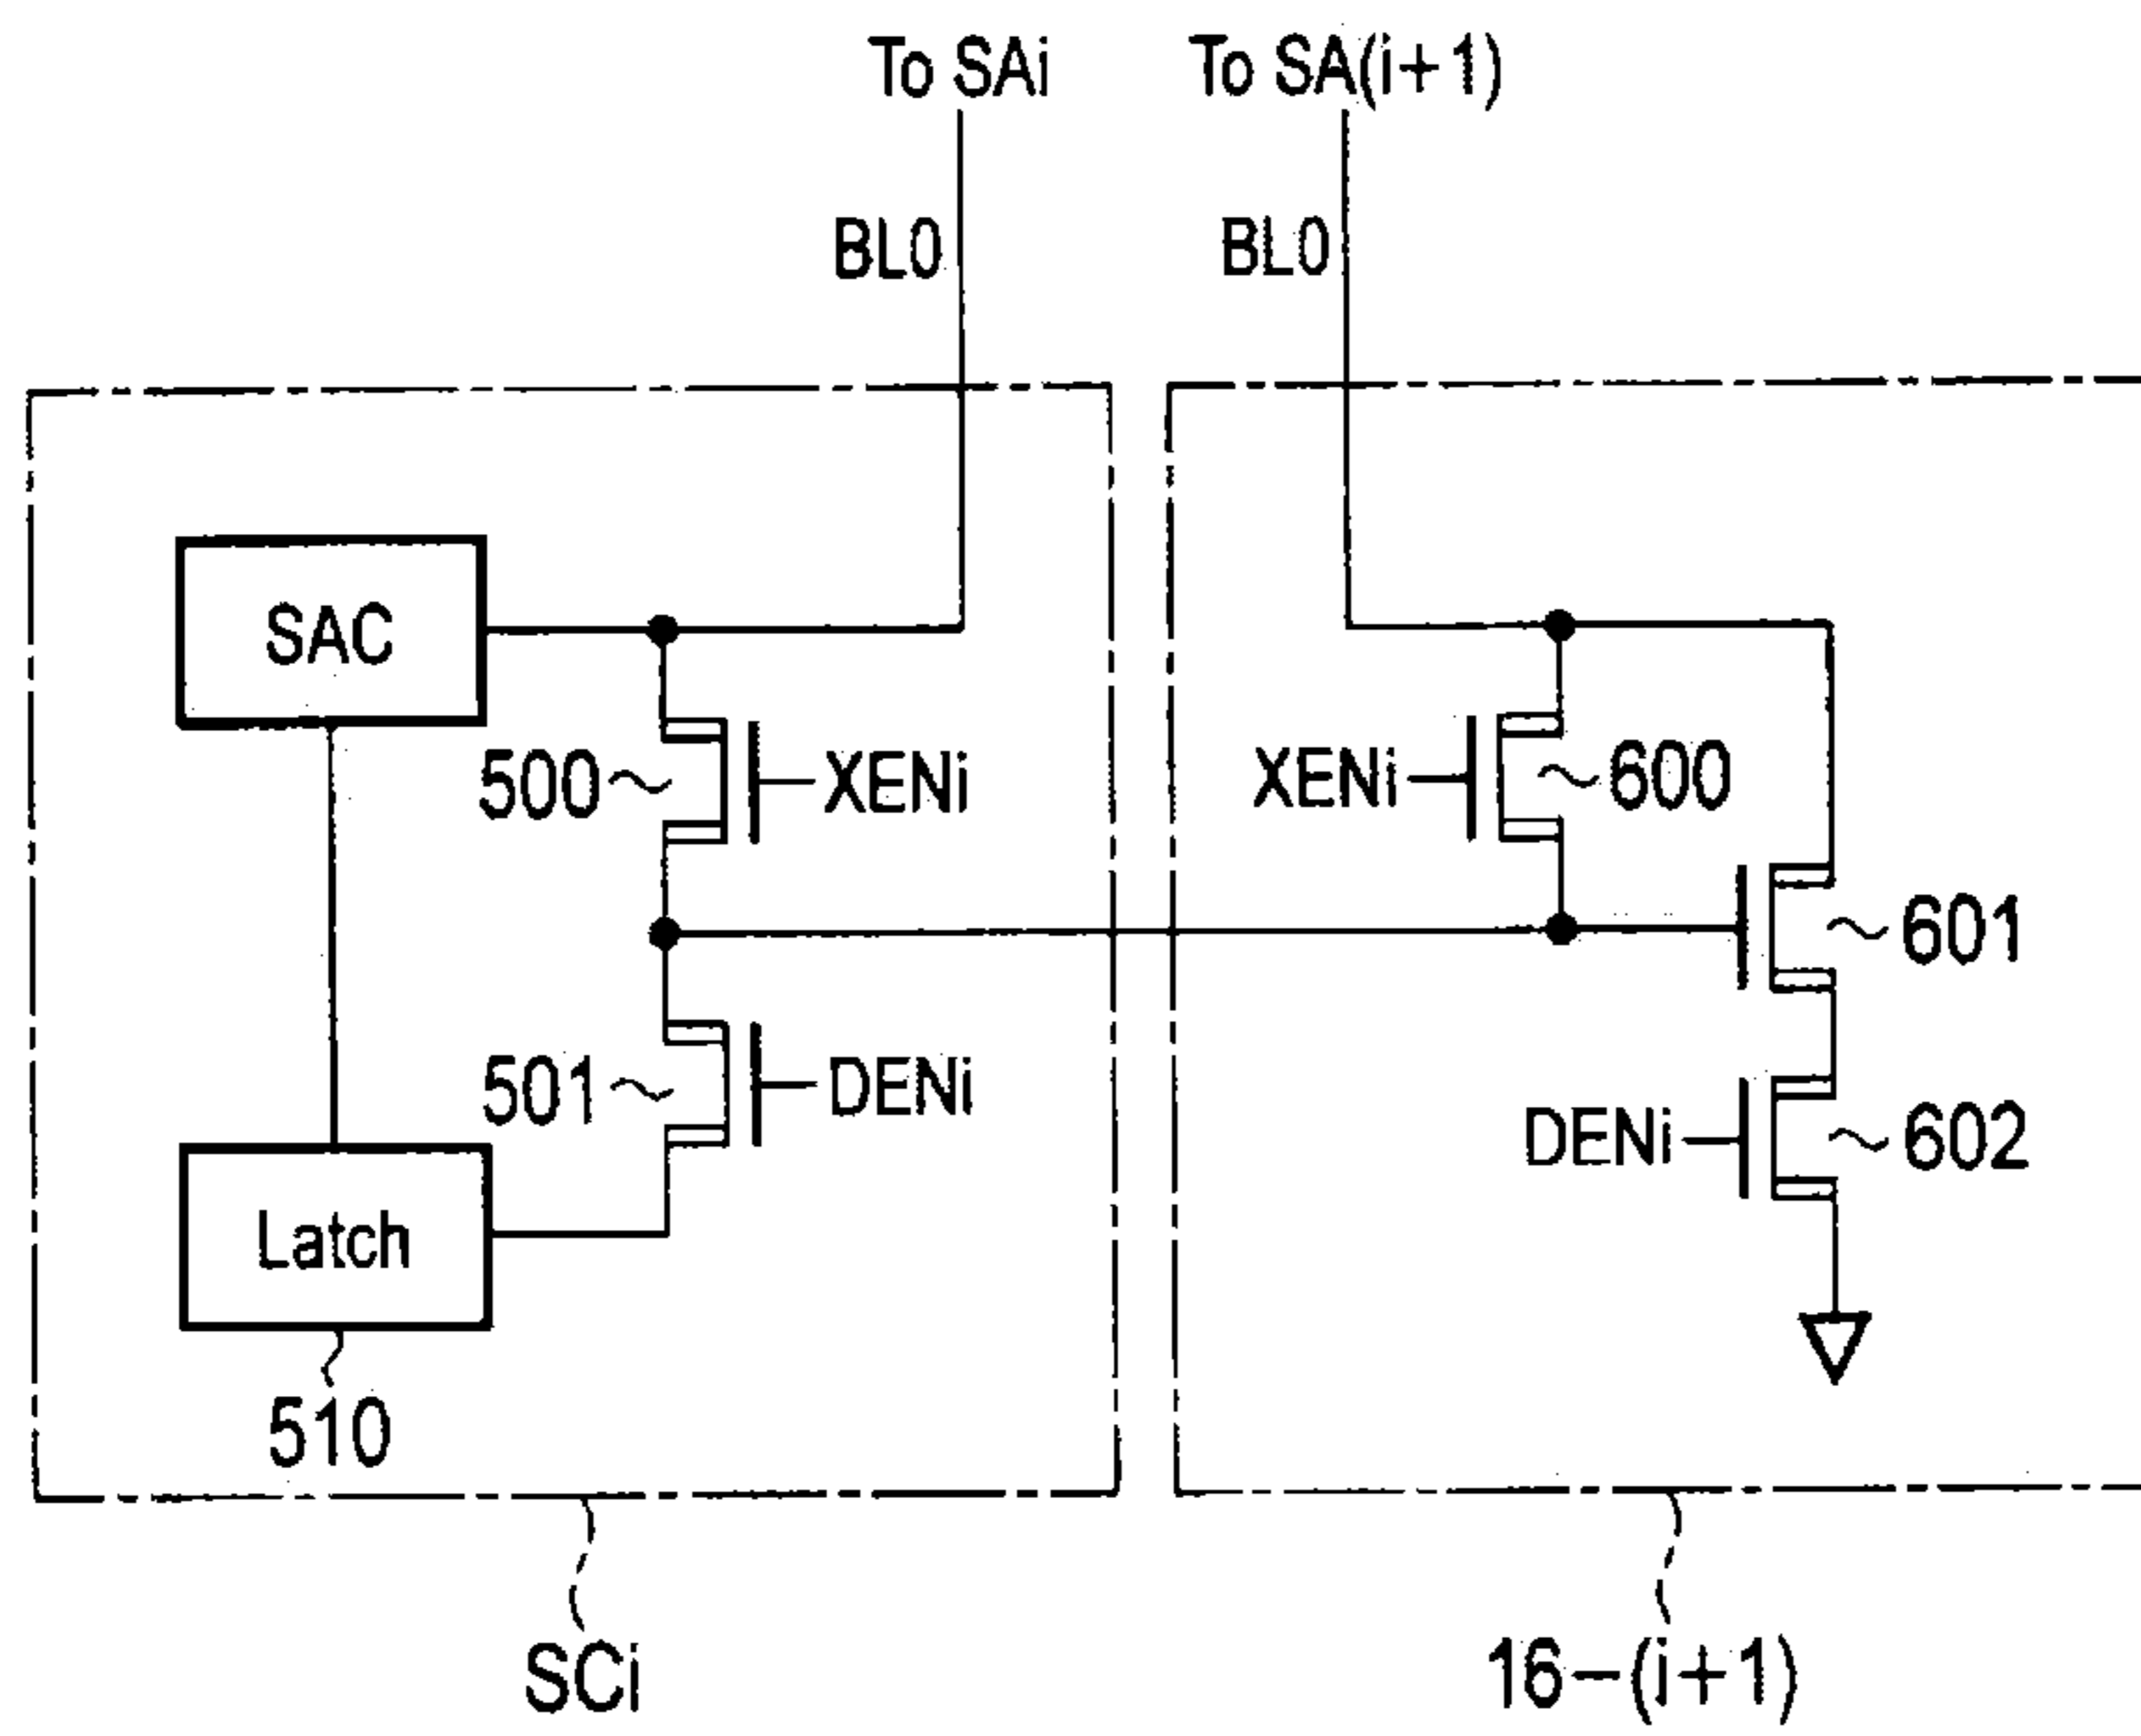 To SAi
To SA(i+1)
BL0
BL0
SAC
500
XENi
XENi
600
601
501
DENi
DENi
602
Latch
510
SCi
16-(i+1)